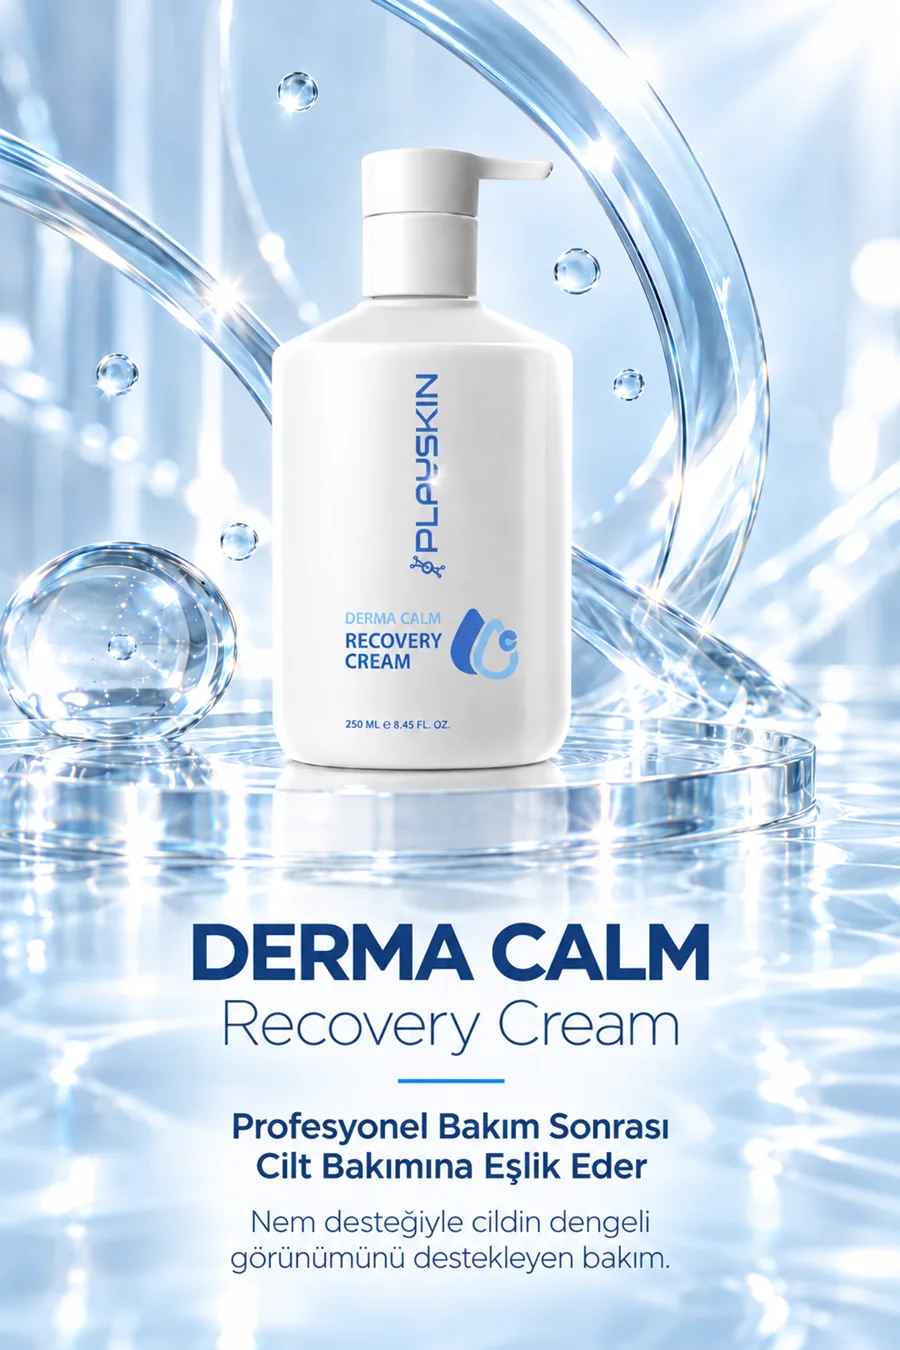 PLAYSKIN
DERMA CALM
RECOVERY
CREAM
250 ML e 8.45 FL. OZ.
DERMA CALM
Recovery Cream
Profesyonel Bakım Sonrası
Cilt Bakımına Eşlik Eder
Nem desteğiyle cildin dengeli
görünümünü destekleyen bakım.